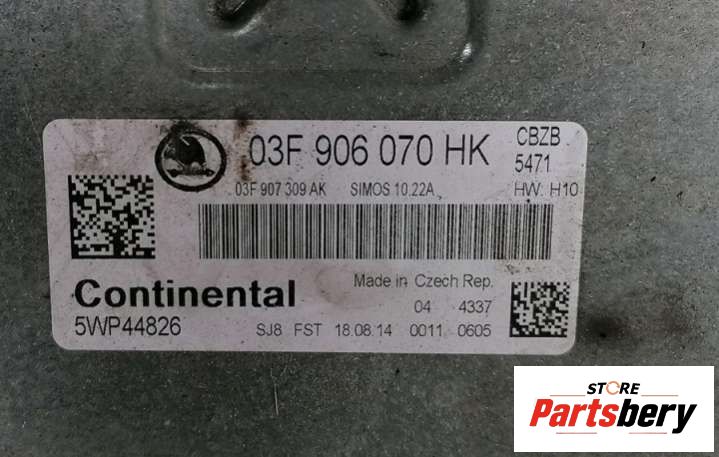 03F 906 070 HK
CBZB
5471
03F 907 309 AK SIMOS 10.22A HW: H10
Continental
Made in Czech Rep.
5WP44826
04 4337
SJ8 FST 18.08.14 0011 0605
STORE
Partsbery